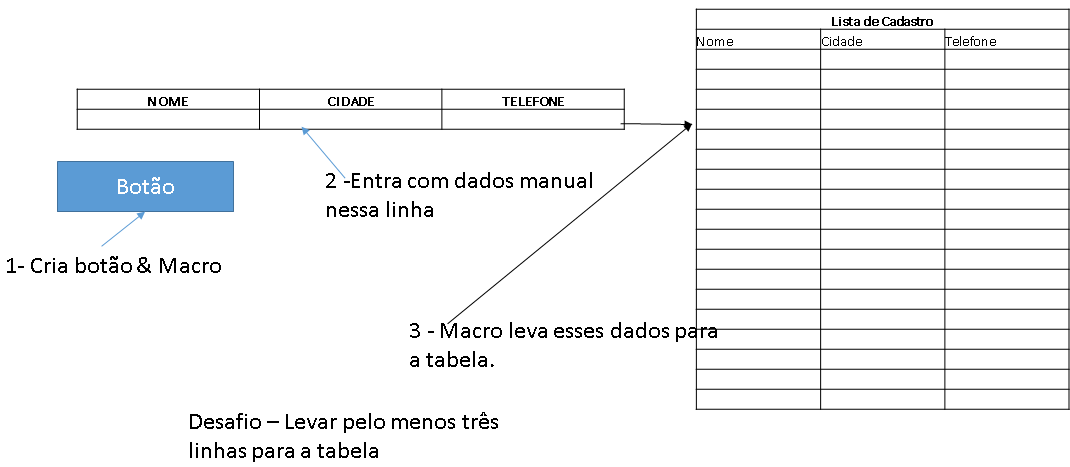 Lista de Cadastro
Nome Cidade Telefone
NOME CIDADE TELEFONE
Botão
2 -Entra com dados manual
nessa linha
1- Cria botão & Macro
3 - Macro leva esses dados para
a tabela.
Desafio – Levar pelo menos três
linhas para a tabela